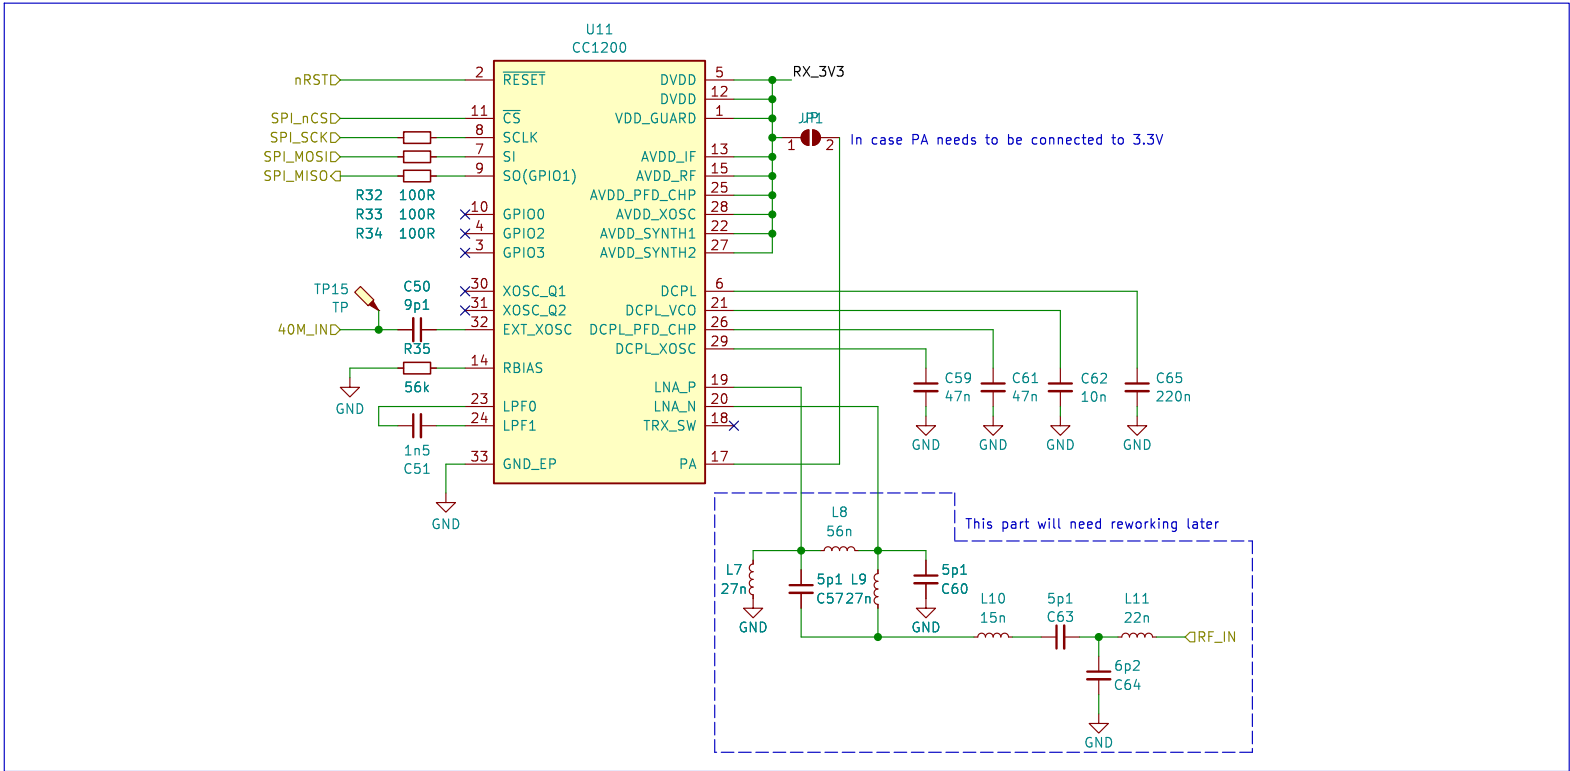 U11
CC1200
nRST
2
RESET
DVDD
5
RX_3V3
DVDD
12
SPI_nCS
11
CS
VDD_GUARD
1
JP1
JP
SPI_SCK
8
SCLK
1
2
In case PA needs to be connected to 3.3V
SPI_MOSI
7
SI
AVDD_IF
13
SPI_MISO
9
SO(GPIO1)
AVDD_RF
15
R32 100R
AVDD_PFD_CHP
25
R33 100R
10
GPIO0
AVDD_XOSC
28
R34 100R
4
GPIO2
AVDD_SYNTH1
22
3
GPIO3
AVDD_SYNTH2
27
TP15
TP
C50
9p1
30
XOSC_Q1
DCPL
6
31
XOSC_Q2
DCPL_VCO
21
40M_IN
32
EXT_XOSC
DCPL_PFD_CHP
26
R35
DCPL_XOSC
29
14
RBIAS
56k
GND
LNA_P
19
C59
47n
C61
47n
C62
10n
C65
220n
23
LPF0
LNA_N
20
24
LPF1
TRX_SW
18
1n5
C51
GND
GND
GND
GND
33
GND_EP
PA
17
GND
L8
56n
This part will need reworking later
L7
27n
5p1
C57
L9
27n
5p1
C60
GND
GND
L10
15n
5p1
C63
L11
22n
RF_IN
6p2
C64
GND